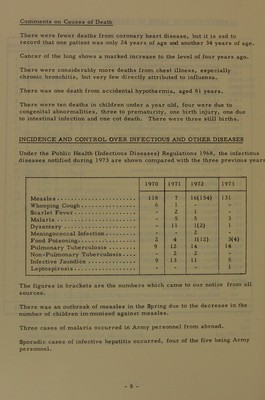 Comments on Causes of Death
There were fewer deaths from coronary heart disease, but it is sad to
record that one patient was only 24 years of age and another 34 years of age.
Cancer of the lung shows a marked increase to the level of four years ago.
There were considerably more deaths from chest illness, especially
chronic bronchitis, but very few directly attributed to influenza.
There was one death from accidental hypothermia, aged 81 years.
There were ten deaths in children under a year old, four were due to
congenital abnormalities, three to prematurity, one birth injury, one due
to intestinal infection and one cot death. There were three still births.
INCIDENCE AND CONTROL OVER INFECTIOUS AND OTHER DISEASES
Under the Public Health (Infectious Diseases) Regulations 1968, the infectious
diseases notified during 1973 are shown compared with the three previous years
1970 1971 1972 1973
Measles 118 7 16(154) 131
Whooping Cough 6 1 - -
Scarlet Fever - 2 1 -
Malaria - 5 5 3
Dysentery - 11 1(2) 1
Meningococcal Infection - - 2 -
Food Poisoning 2 4 1(12) 3(4)
Pulmonary Tuberculosis 9 12 14 14
Non-Pulmonary Tuberculosis - 2 2 -
Infective Jaundice 9 13 11 5
Leptospirosis - - - 1
The figures in brackets are the numbers which came to our notice from all
sources.
There was an outbreak of measles in the Spring due to the decrease in the
number of children immunised against measles.
Three cases of malaria occurred in Army personnel from abroad.
Sporadic cases of infective hepatitis occurred, four of the five being Army
personnel.
- 8 -